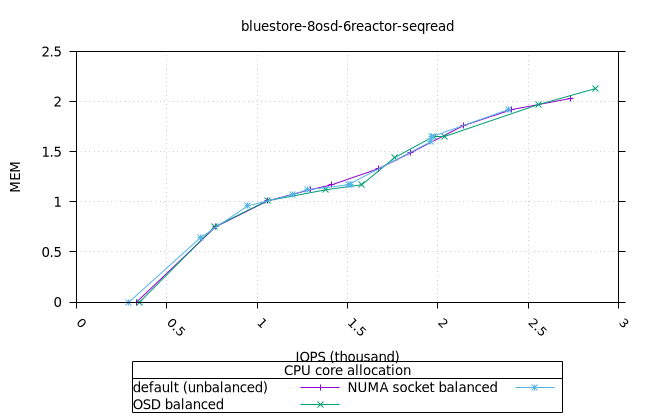 bluestore-8osd-6reactor-seqread
2.5
2
1.5
1
0.5
0
MEM
0
0.5
1
1.5
2
2.5
3
IOPS (thousand)
CPU core allocation
default (unbalanced) NUMA socket balanced
OSD balanced